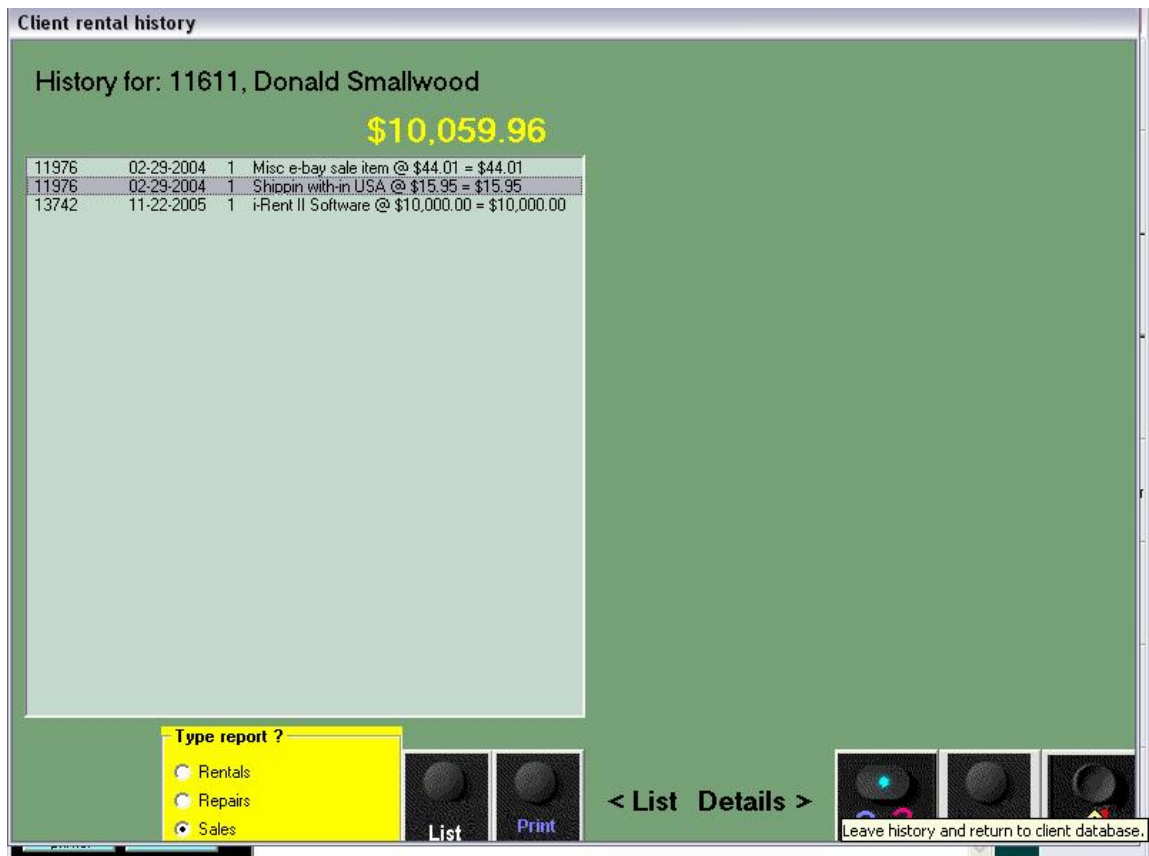 Client rental history
History for: 11611, Donald Smallwood
$10,059.96
11976 02-29-2004 1 Misc e-bay sale item @ $44.01 = $44.01
11976 02-29-2004 1 Shippin with-in USA @ $15.95 = $15.95
13742 11-22-2005 1 i-Rent II Software @ $10,000.00 = $10,000.00
Type report ?
Rentals
Repairs
Sales
List
Print
< List Details >
Leave history and return to client database.